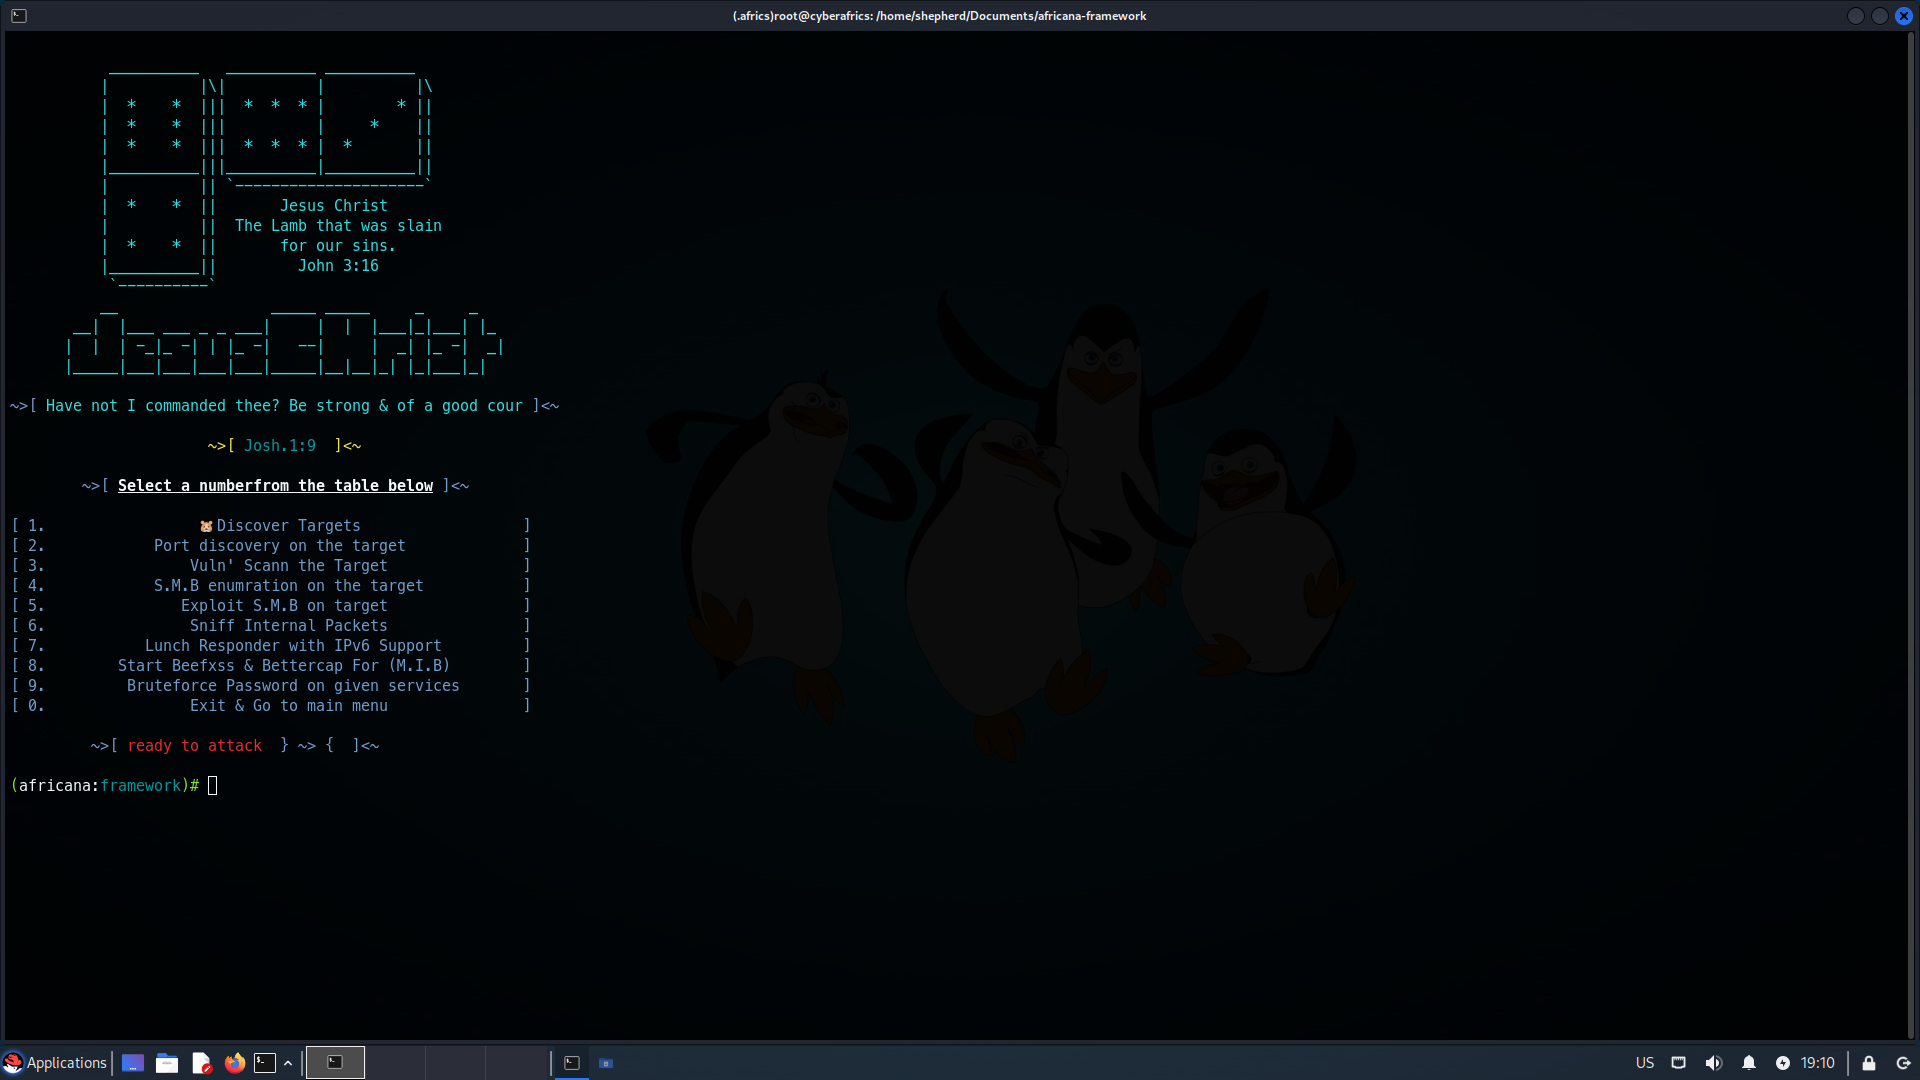 (.africs)root@cyberafrics: /home/shepherd/Documents/africana-framework
Jesus Christ
The Lamb that was slain
for our sins.
John 3:16
JesusChrist
~>[ Have not I commanded thee? Be strong & of a good cour ]<~
~>[ Josh.1:9  ]<~
~>[ Select a numberfrom the table below ]<~
[ 1. Discover Targets ]
[ 2. Port discovery on the target ]
[ 3. Vuln' Scann the Target ]
[ 4. S.M.B enumration on the target ]
[ 5. Exploit S.M.B on target ]
[ 6. Sniff Internal Packets ]
[ 7. Lunch Responder with IPv6 Support ]
[ 8. Start Beefxss & Bettercap For (M.I.B) ]
[ 9. Bruteforce Password on given services ]
[ 0. Exit & Go to main menu ]
~>[ ready to attack  } ~> {  ]<~
(africana:framework)#
Applications
US
19:10